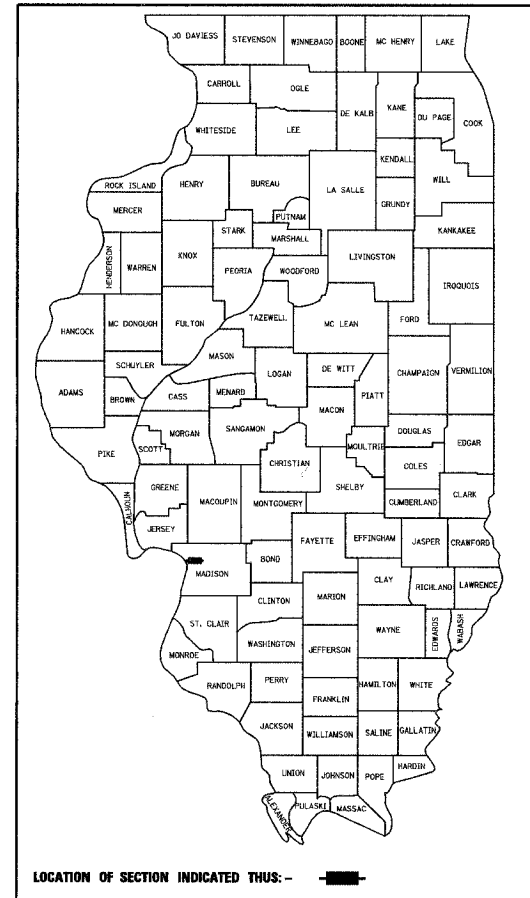 JO DAVIESS STEVENSON WINNEBAGO BOONE MC HENRY LAKE
CARROLL OGLE DE KALB KANE DU PAGE COOK
WHITESIDE LEE
KENDALL WILL
ROCK ISLAND HENRY BUREAU LA SALLE GRUNDY
MERCER PUTNAM
STARK MARSHALL KANKAKEE
HENDERSON WARREN KNOX PEORIA WOODFORD LIVINGSTON
IROQUOIS
HANCOCK MC DONOUGH FULTON TAZEWELL MC LEAN FORD
MASON
SCHUYLER LOGAN DE WITT CHAMPAIGN VERMILION
ADAMS BROWN CASS MENARD MACON PIATT
MORGAN SANGAMON DOUGLAS
PIKE SCOTT CHRISTIAN MOULTRIE COLES EDGAR
GREENE MACOUPIN MONTGOMERY SHELBY CUMBERLAND CLARK
CALHOUN JERSEY
FAYETTE EFFINGHAM JASPER CRAWFORD
MADISON BOND CLAY
CLINTON MARION RICHLAND LAWRENCE
ST. CLAIR WAYNE EDWARDS WABASH
WASHINGTON JEFFERSON
MONROE
RANDOLPH PERRY HAMILTON WHITE
FRANKLIN
JACKSON WILLIAMSON SALINE GALLATIN
UNION JOHNSON POPE HARDIN
ALEXANDER PULASKI MASSAC
LOCATION OF SECTION INDICATED THUS: -